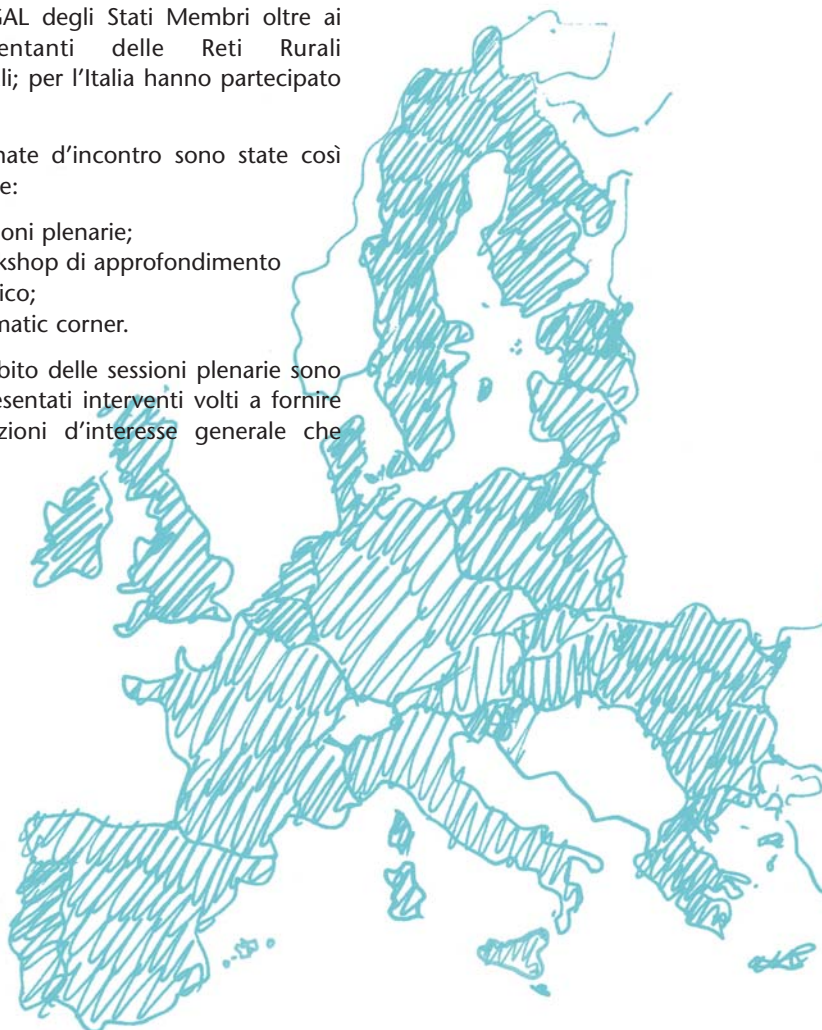 GAL degli Stati Membri oltre ai
entanti delle Reti Rurali
li; per l'Italia hanno partecipato
nate d'incontro sono state così
e:
oni plenarie;
kshop di approfondimento
ico;
matic corner.
bito delle sessioni plenarie sono
esentati interventi volti a fornire
zioni d'interesse generale che